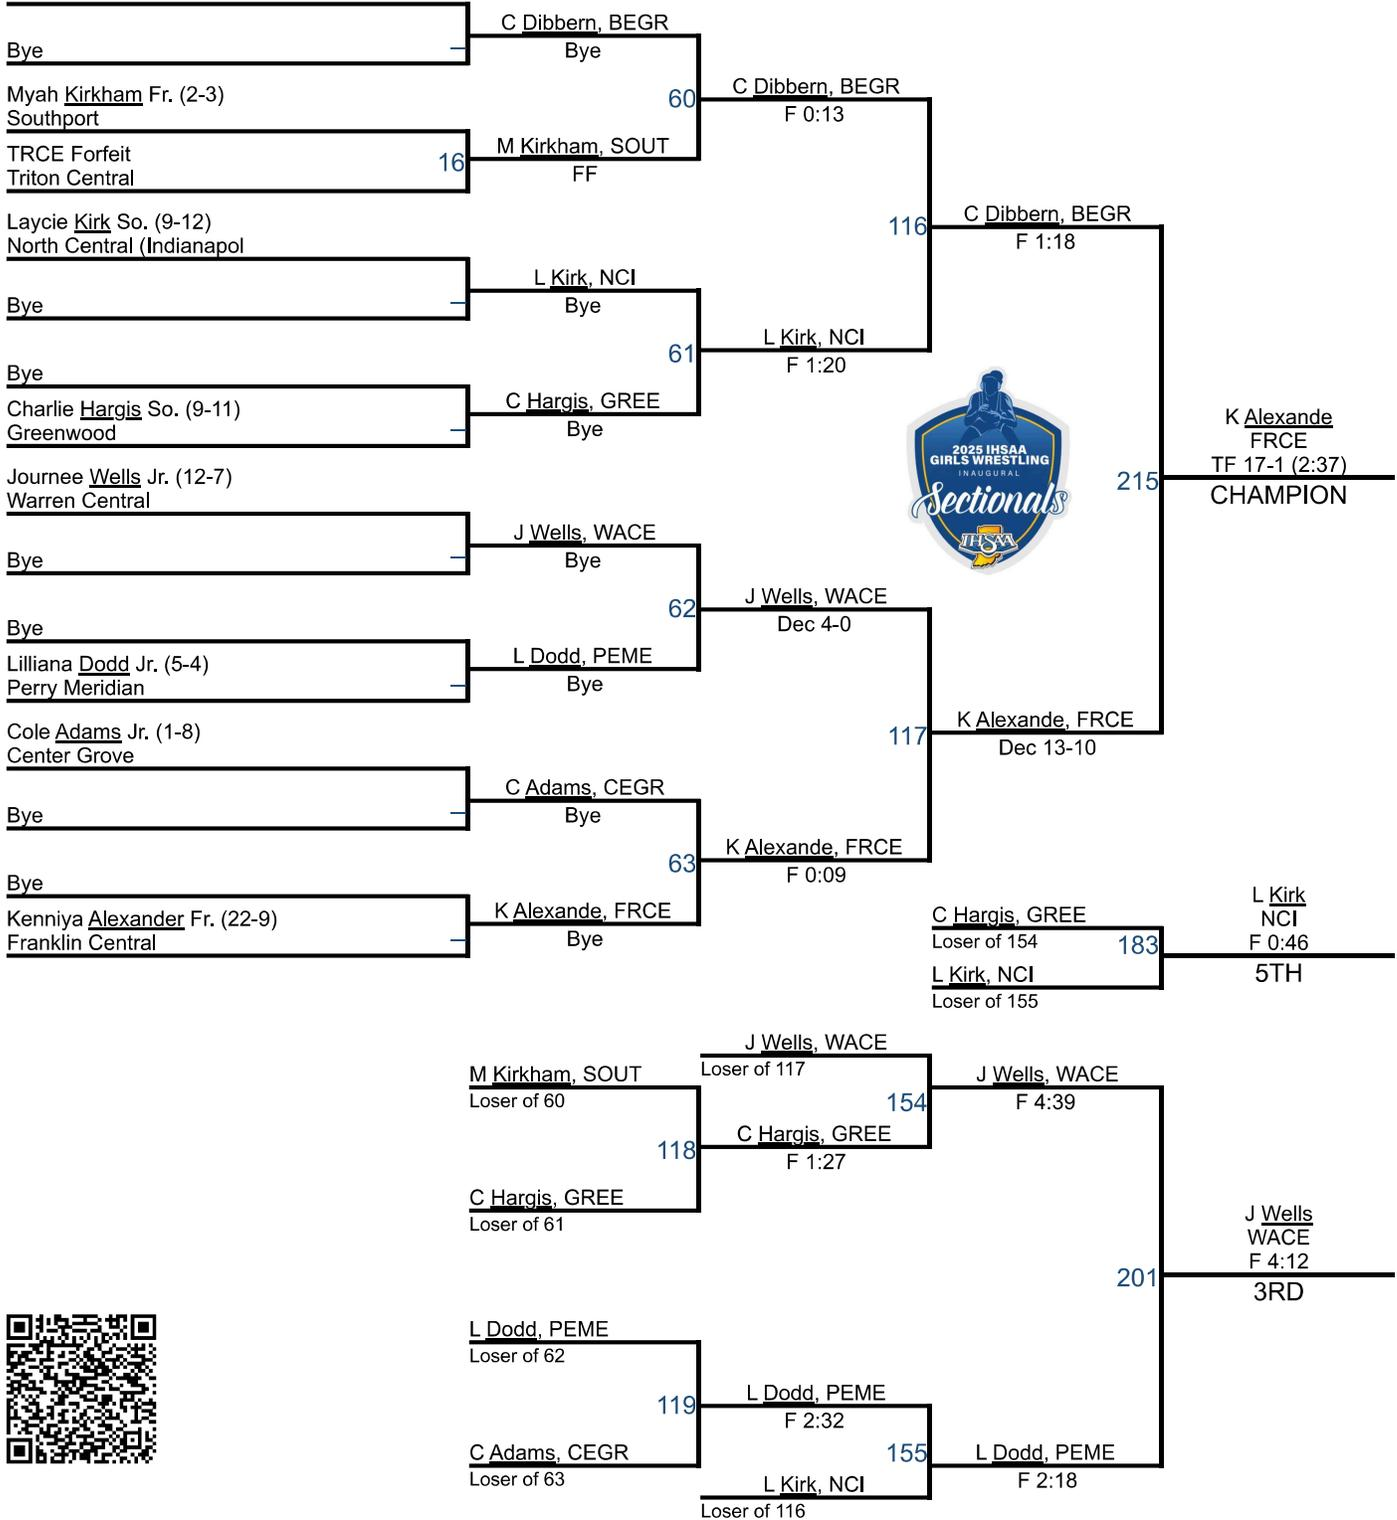 Bye
Myah Kirkham Fr. (2-3)
Southport
TRCE Forfeit
Triton Central
16
Laycie Kirk So. (9-12)
North Central (Indianapol
Bye
Bye
Charlie Hargis So. (9-11)
Greenwood
Journee Wells Jr. (12-7)
Warren Central
Bye
Bye
Lilliana Dodd Jr. (5-4)
Perry Meridian
Cole Adams Jr. (1-8)
Center Grove
Bye
Bye
Kenniya Alexander Fr. (22-9)
Franklin Central
C Dibbern, BEGR
Bye
60
M Kirkham, SOUT
FF
L Kirk, NCI
Bye
61
C Hargis, GREE
Bye
J Wells, WACE
Bye
62
L Dodd, PEME
Bye
C Adams, CEGR
Bye
63
K Alexande, FRCE
Bye
C Dibbern, BEGR
F 0:13
116
L Kirk, NCI
F 1:20
J Wells, WACE
Dec 4-0
117
K Alexande, FRCE
F 0:09
C Dibbern, BEGR
F 1:18
2025 IHSAA
GIRLS WRESTLING
INAUGURAL
Sectionals
IHSAA
215
K Alexande, FRCE
Dec 13-10
K Alexande
FRCE
TF 17-1 (2:37)
CHAMPION
C Hargis, GREE
Loser of 154
183
L Kirk, NCI
Loser of 155
L Kirk
NCI
F 0:46
5TH
M Kirkham, SOUT
Loser of 60
118
C Hargis, GREE
Loser of 61
J Wells, WACE
Loser of 117
154
C Hargis, GREE
F 1:27
J Wells, WACE
F 4:39
L Dodd, PEME
Loser of 62
119
C Adams, CEGR
Loser of 63
L Dodd, PEME
F 2:32
155
L Kirk, NCI
Loser of 116
L Dodd, PEME
F 2:18
201
J Wells
WACE
F 4:12
3RD